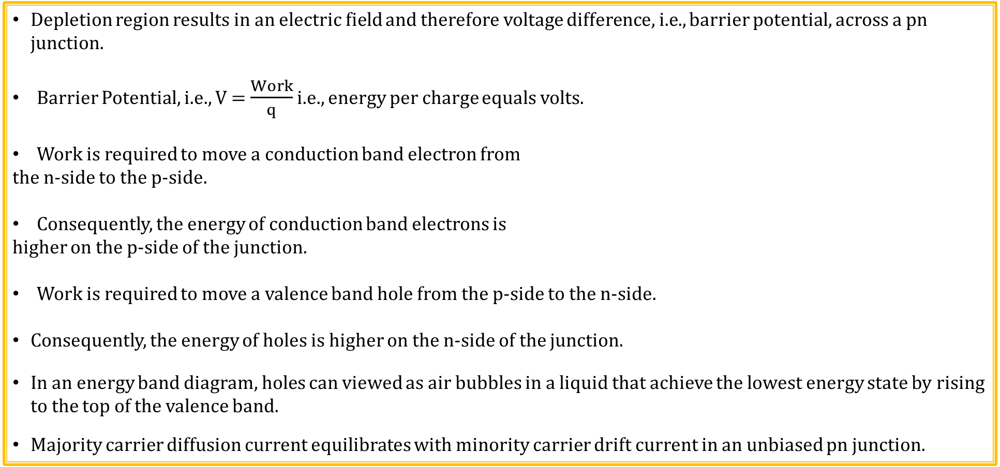 • Depletion region results in an electric field and therefore voltage difference, i.e., barrier potential, across a pn
junction.
• Barrier Potential, i.e., V = Work/q i.e., energy per charge equals volts.
• Work is required to move a conduction band electron from
the n-side to the p-side.
• Consequently, the energy of conduction band electrons is
higher on the p-side of the junction.
• Work is required to move a valence band hole from the p-side to the n-side.
• Consequently, the energy of holes is higher on the n-side of the junction.
• In an energy band diagram, holes can viewed as air bubbles in a liquid that achieve the lowest energy state by rising
to the top of the valence band.
• Majority carrier diffusion current equilibrates with minority carrier drift current in an unbiased pn junction.